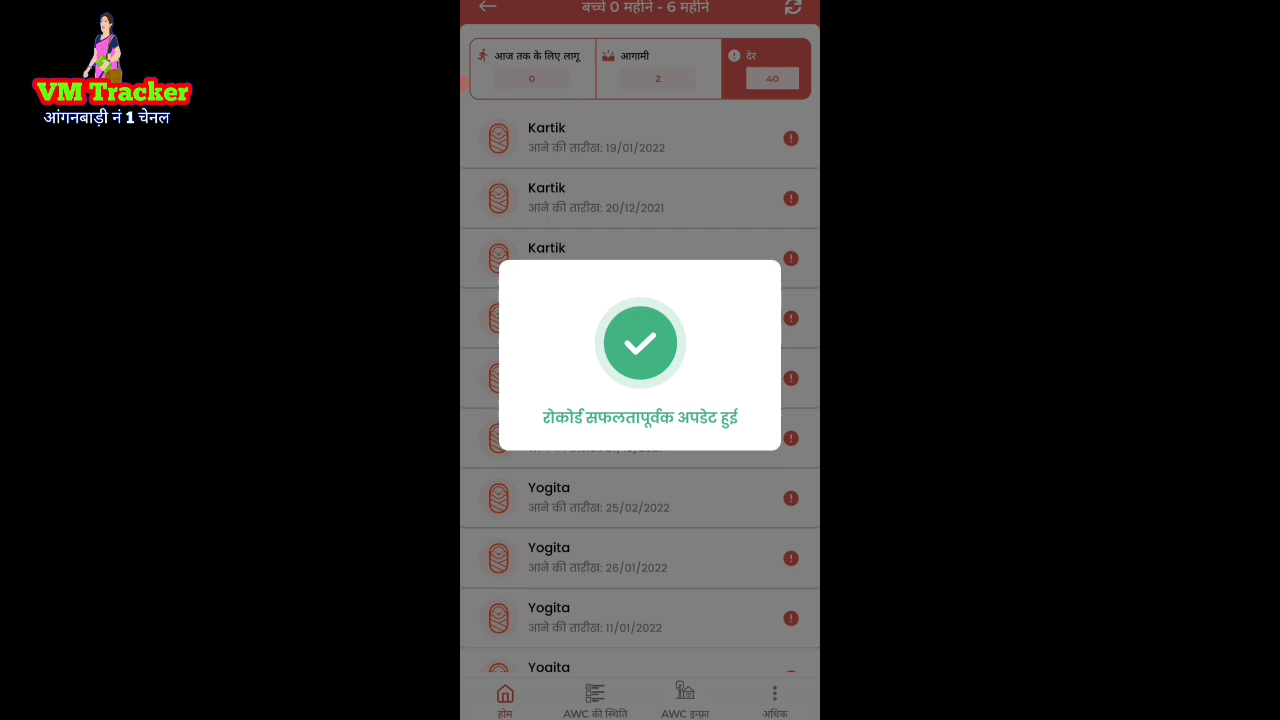 VM Tracker
आंगनबाड़ी नं 1 चेनल
बच्चे 0 महीने - 6 महीने
आज तक के लिए लागू
0
आगामी
2
देर
40
Kartik
आने की तारीख: 19/01/2022
Kartik
आने की तारीख: 20/12/2021
Kartik
रोकोर्ड सफलतापूर्वक अपडेट हुई
Yogita
आने की तारीख: 25/02/2022
Yogita
आने की तारीख: 26/01/2022
Yogita
आने की तारीख: 11/01/2022
Yogita
होम
AWC की स्थिति
AWC इन्फ्रा
अधिक